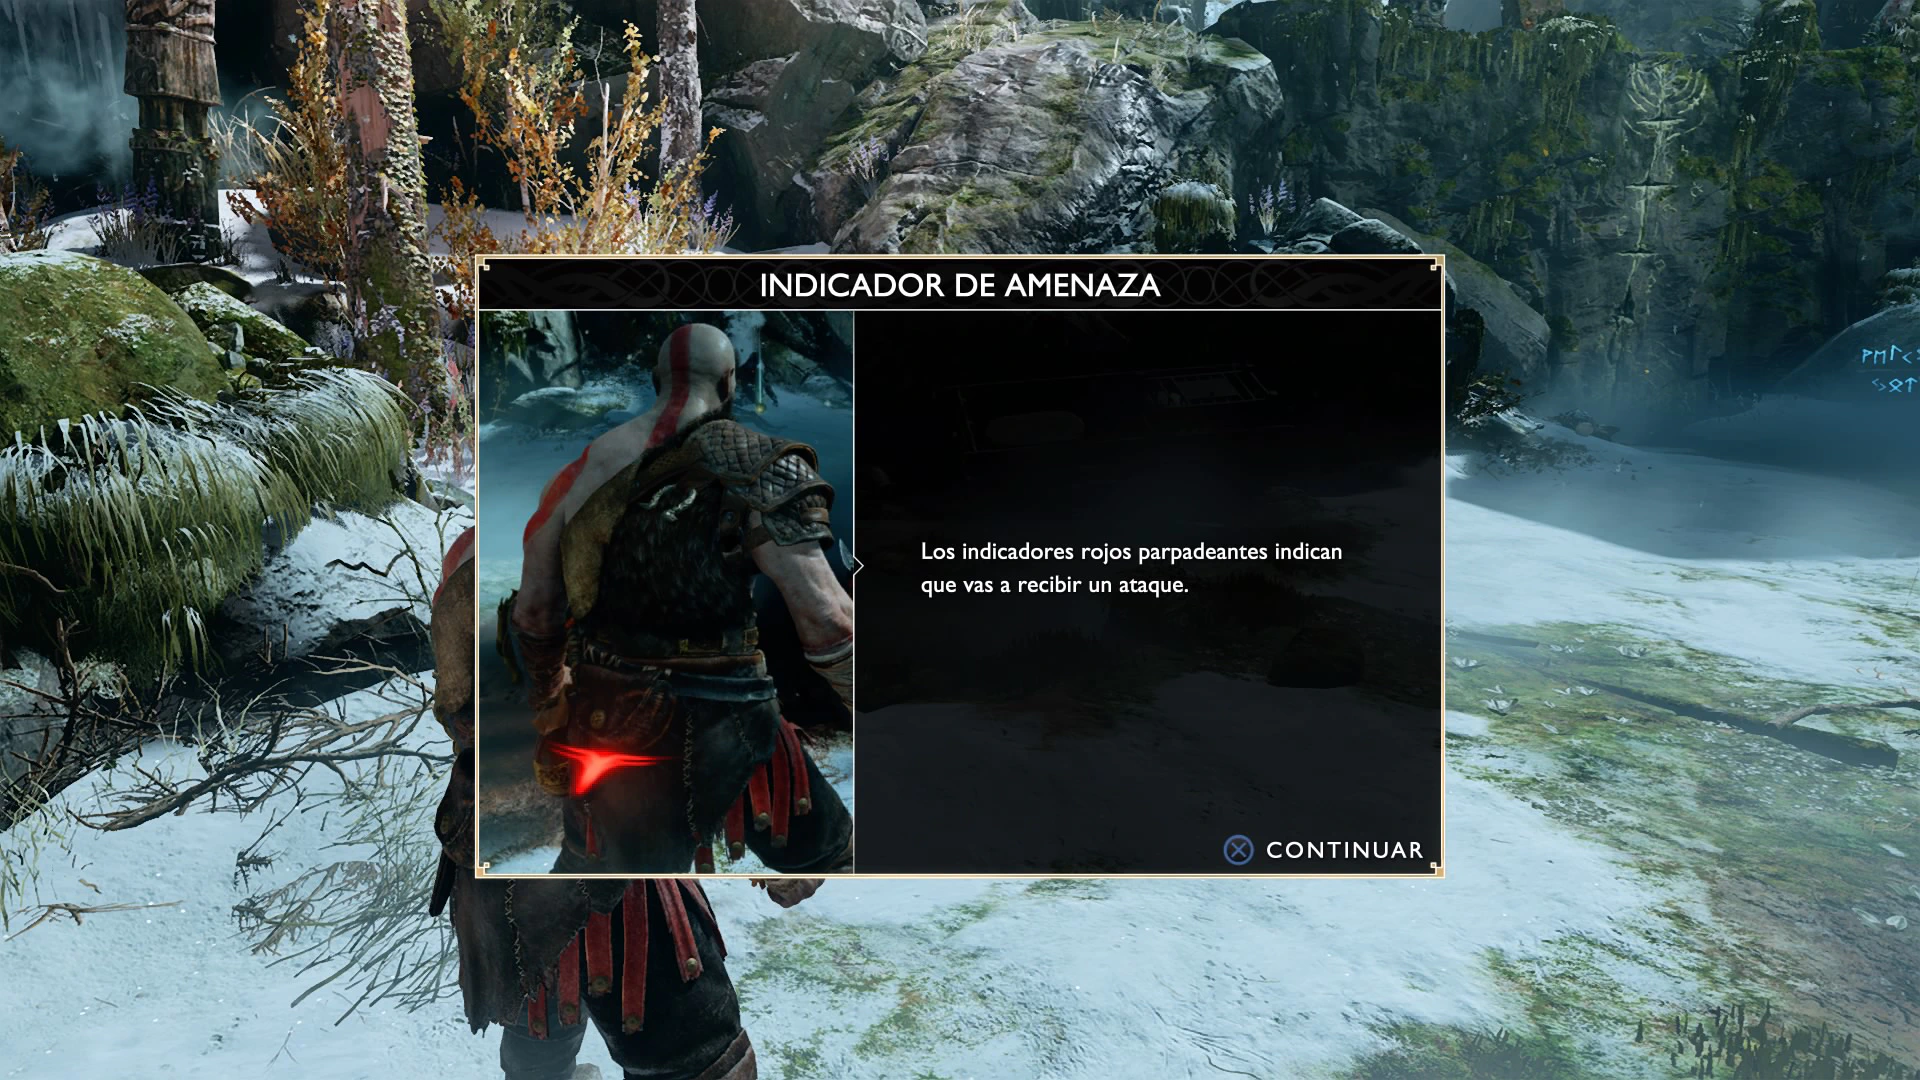 INDICADOR DE AMENAZA
Los indicadores rojos parpadeantes indican
que vas a recibir un ataque.
CONTINUAR